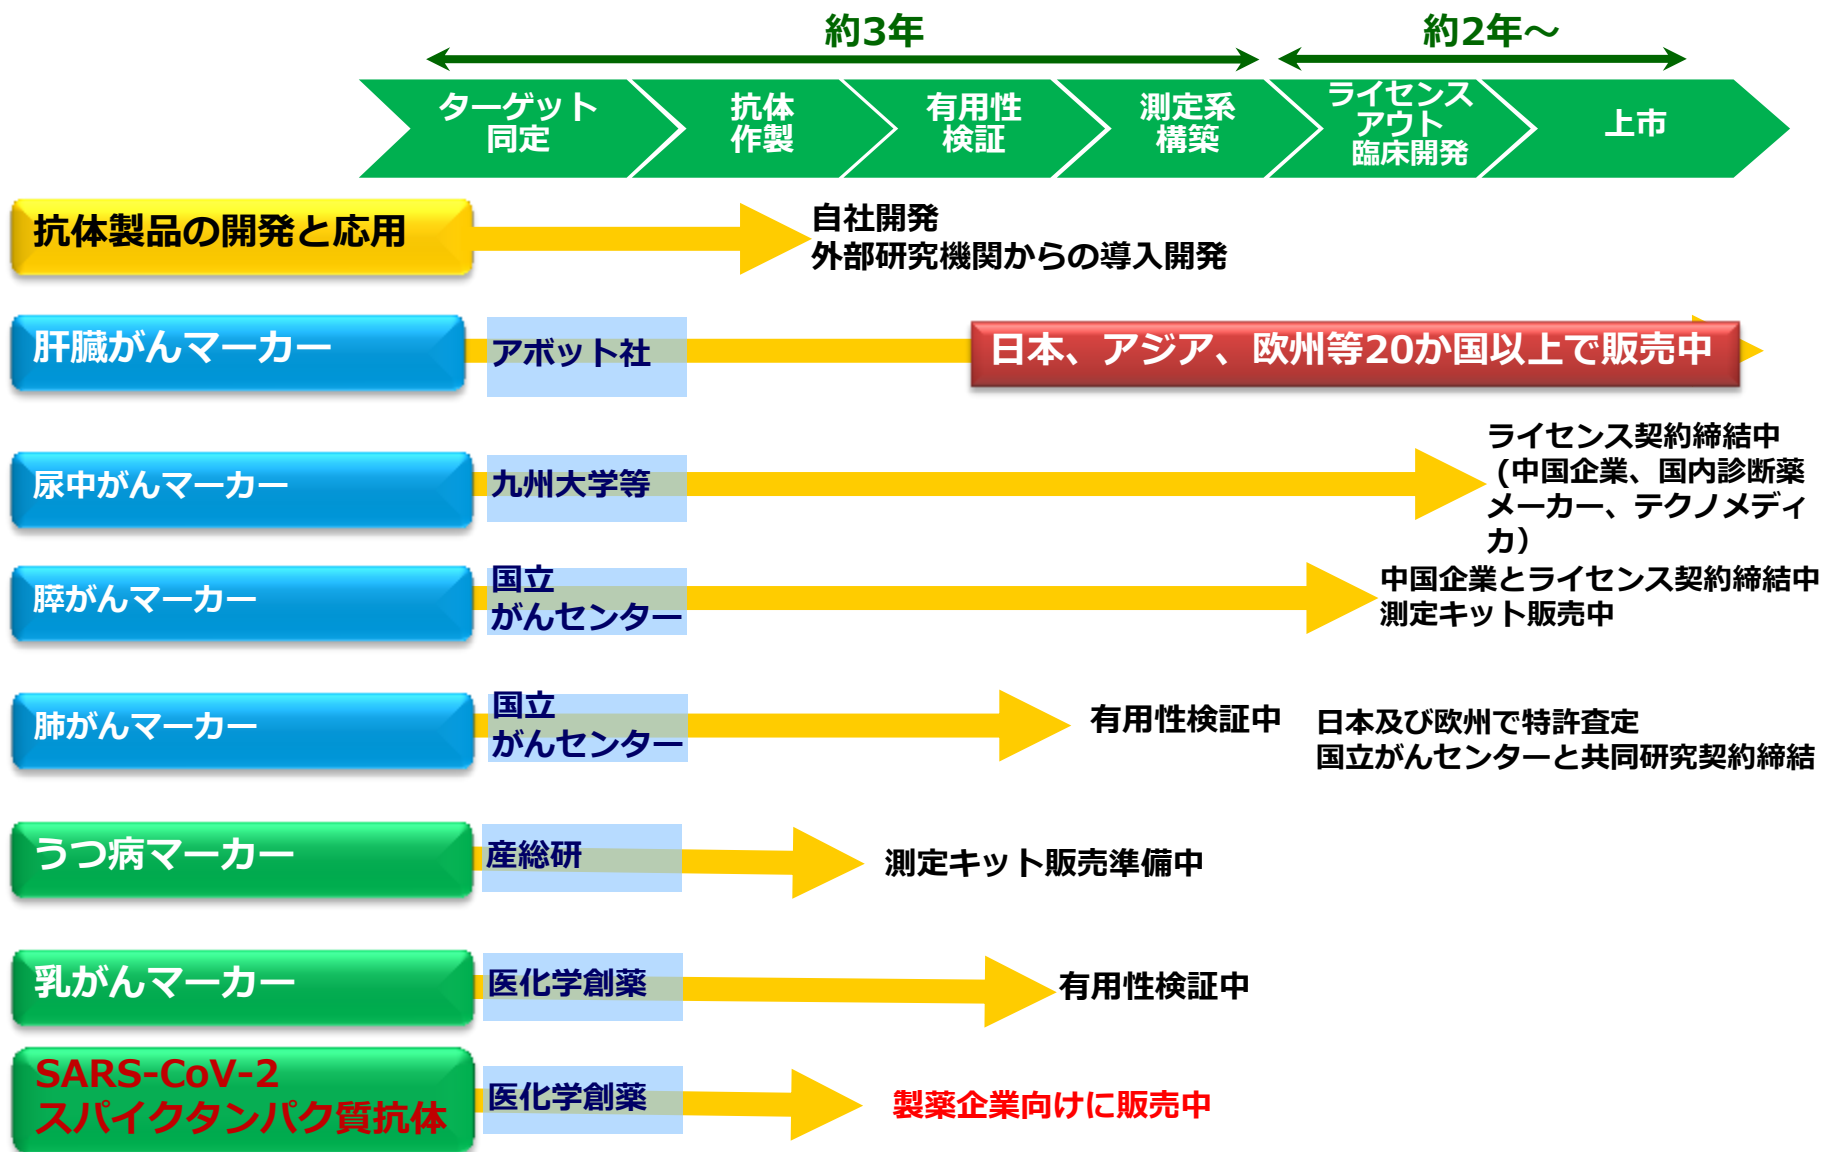 約3年
約2年～
ターゲット
同定
抗体
作製
有用性
検証
測定系
構築
ライセンス
アウト
臨床開発
上市
抗体製品の開発と応用
自社開発
外部研究機関からの導入開発
肝臓がんマーカー
アボット社
日本、アジア、欧州等20か国以上で販売中
尿中がんマーカー
九州大学等
ライセンス契約締結中
(中国企業、国内診断薬
メーカー、テクノメディ
カ）
膵がんマーカー
国立
がんセンター
中国企業とライセンス契約締結中
測定キット販売中
肺がんマーカー
国立
がんセンター
有用性検証中
日本及び欧州で特許査定
国立がんセンターと共同研究契約締結
うつ病マーカー
産総研
測定キット販売準備中
乳がんマーカー
医化学創薬
有用性検証中
SARS-CoV-2
スパイクタンパク質抗体
医化学創薬
製薬企業向けに販売中